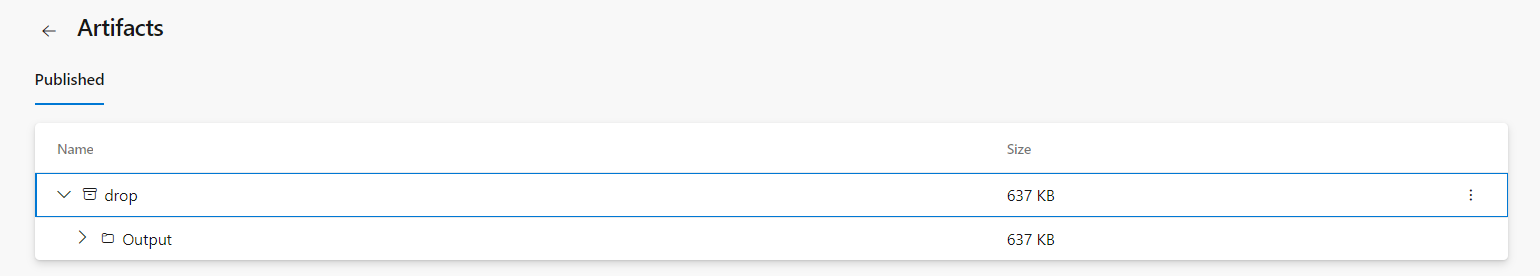 Artifacts
Published
Name Size
drop 637 KB
Output 637 KB